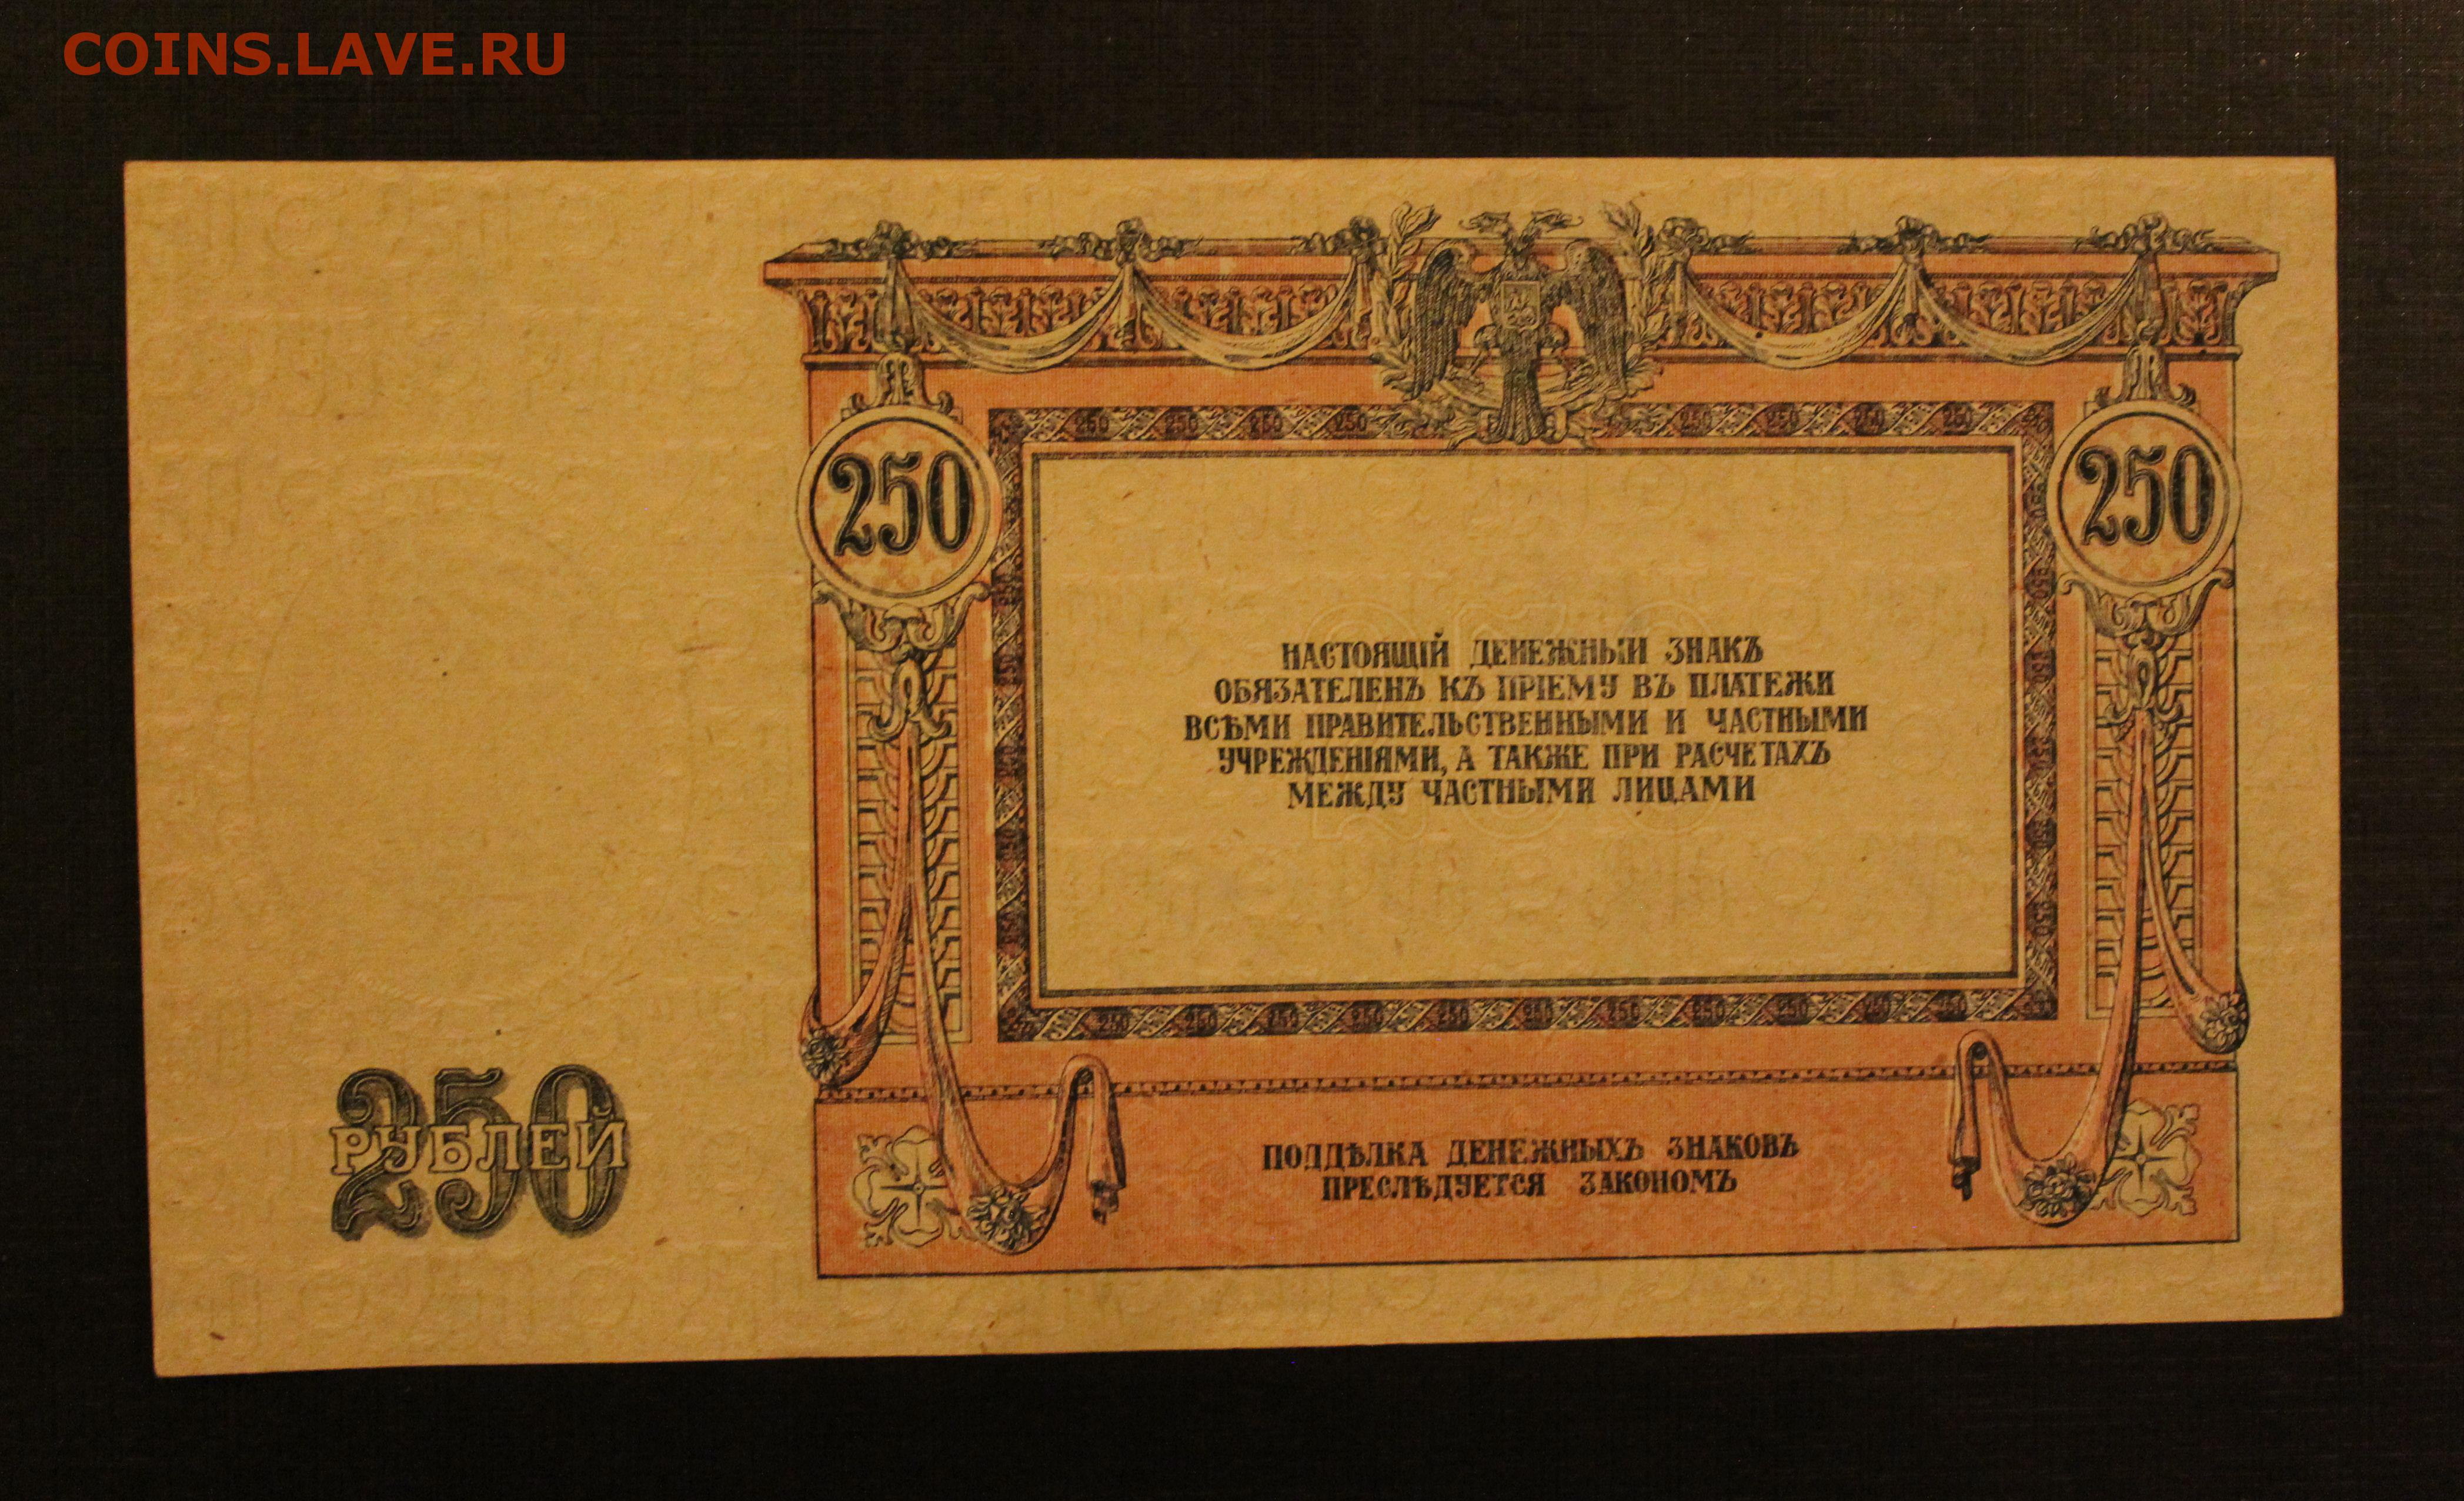 COINS.LAVE.RU
250
250
НАСТОЯЩІЙ ДЕНЕЖНЫЙ ЗНАКЪ
ОБЯЗАТЕЛЕНЪ КЪ ПРІЕМУ ВЪ ПЛАТЕЖИ
ВСѢМИ ПРАВИТЕЛЬСТВЕННЫМИ И ЧАСТНЫМИ
УЧРЕЖДЕНІЯМИ, А ТАКЖЕ ПРИ РАСЧЕТАХЪ
МЕЖДУ ЧАСТНЫМИ ЛИЦАМИ
250
РУБЛЕЙ
ПОДДѢЛКА ДЕНЕЖНЫХЪ ЗНАКОВЪ
ПРЕСЛѢДУЕТСЯ ЗАКОНОМЪ